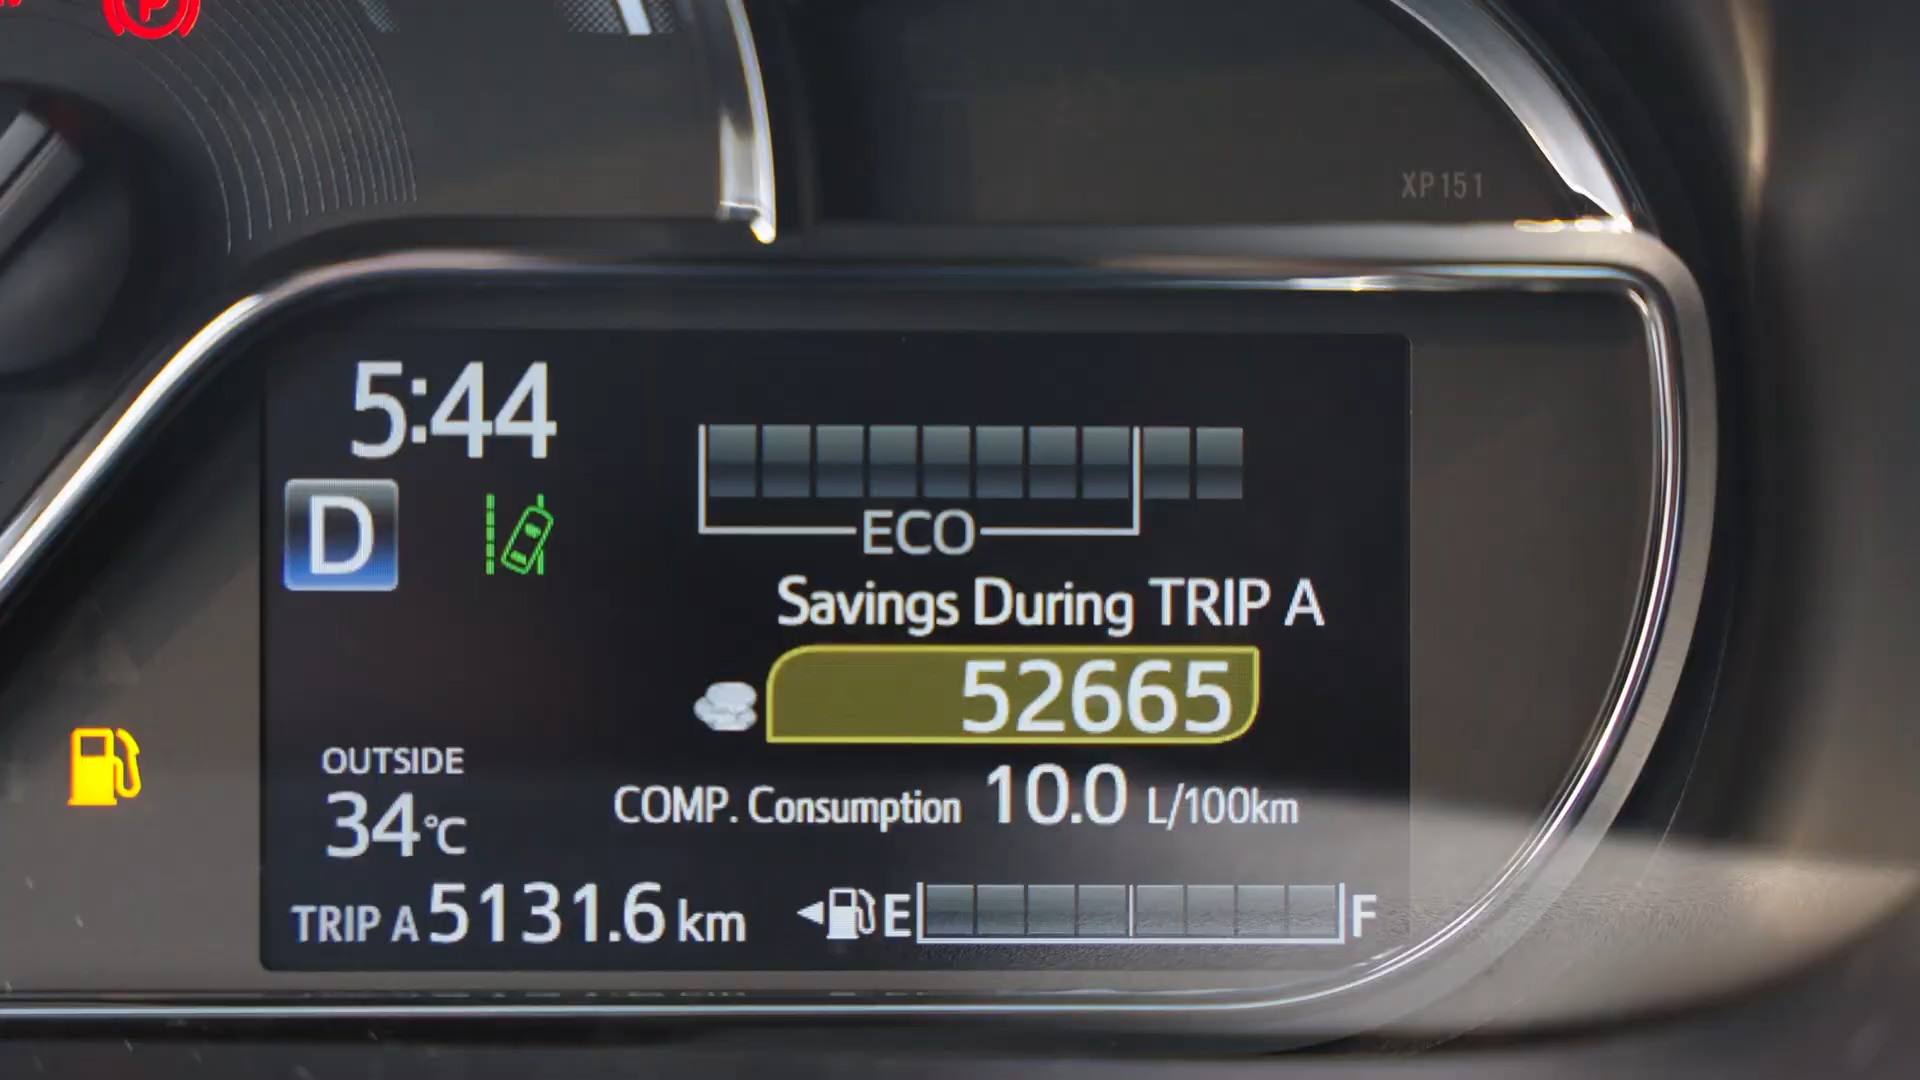 P
XP151
5:44
D
ECO
Savings During TRIP A
52665
OUTSIDE
34°C
COMP. Consumption 10.0 L/100km
TRIP A 5131.6 km
E F